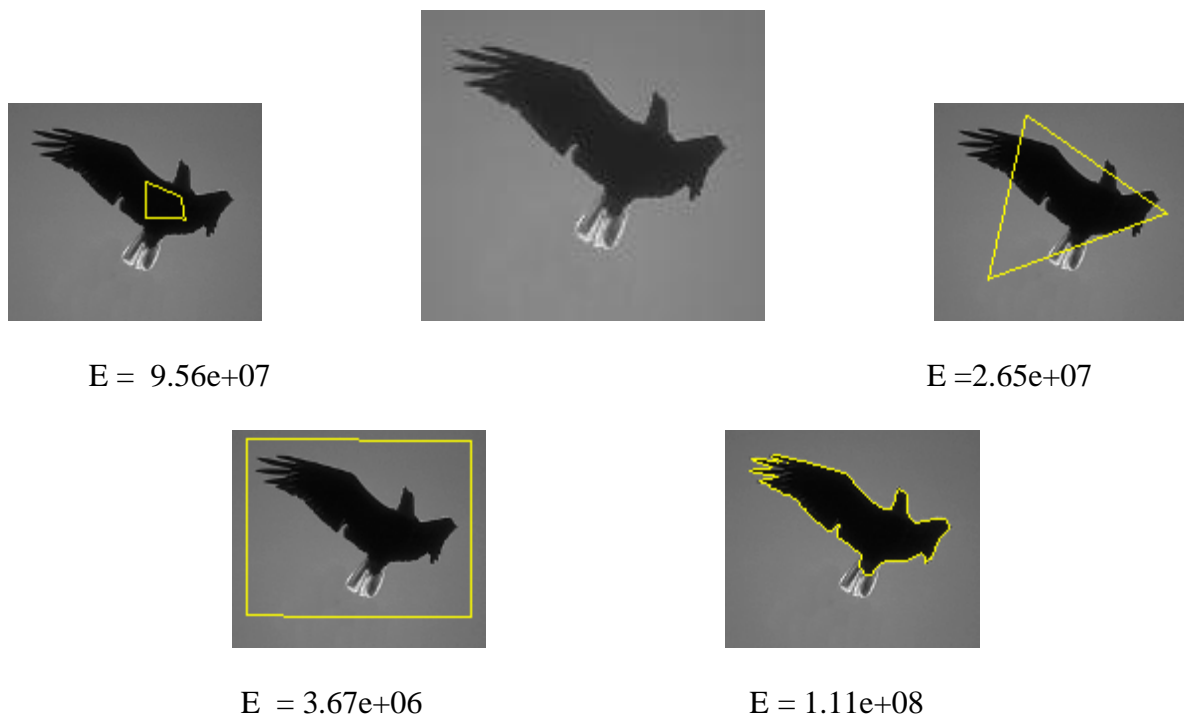 E = 9.56e+07
E =2.65e+07
E = 3.67e+06
E = 1.11e+08